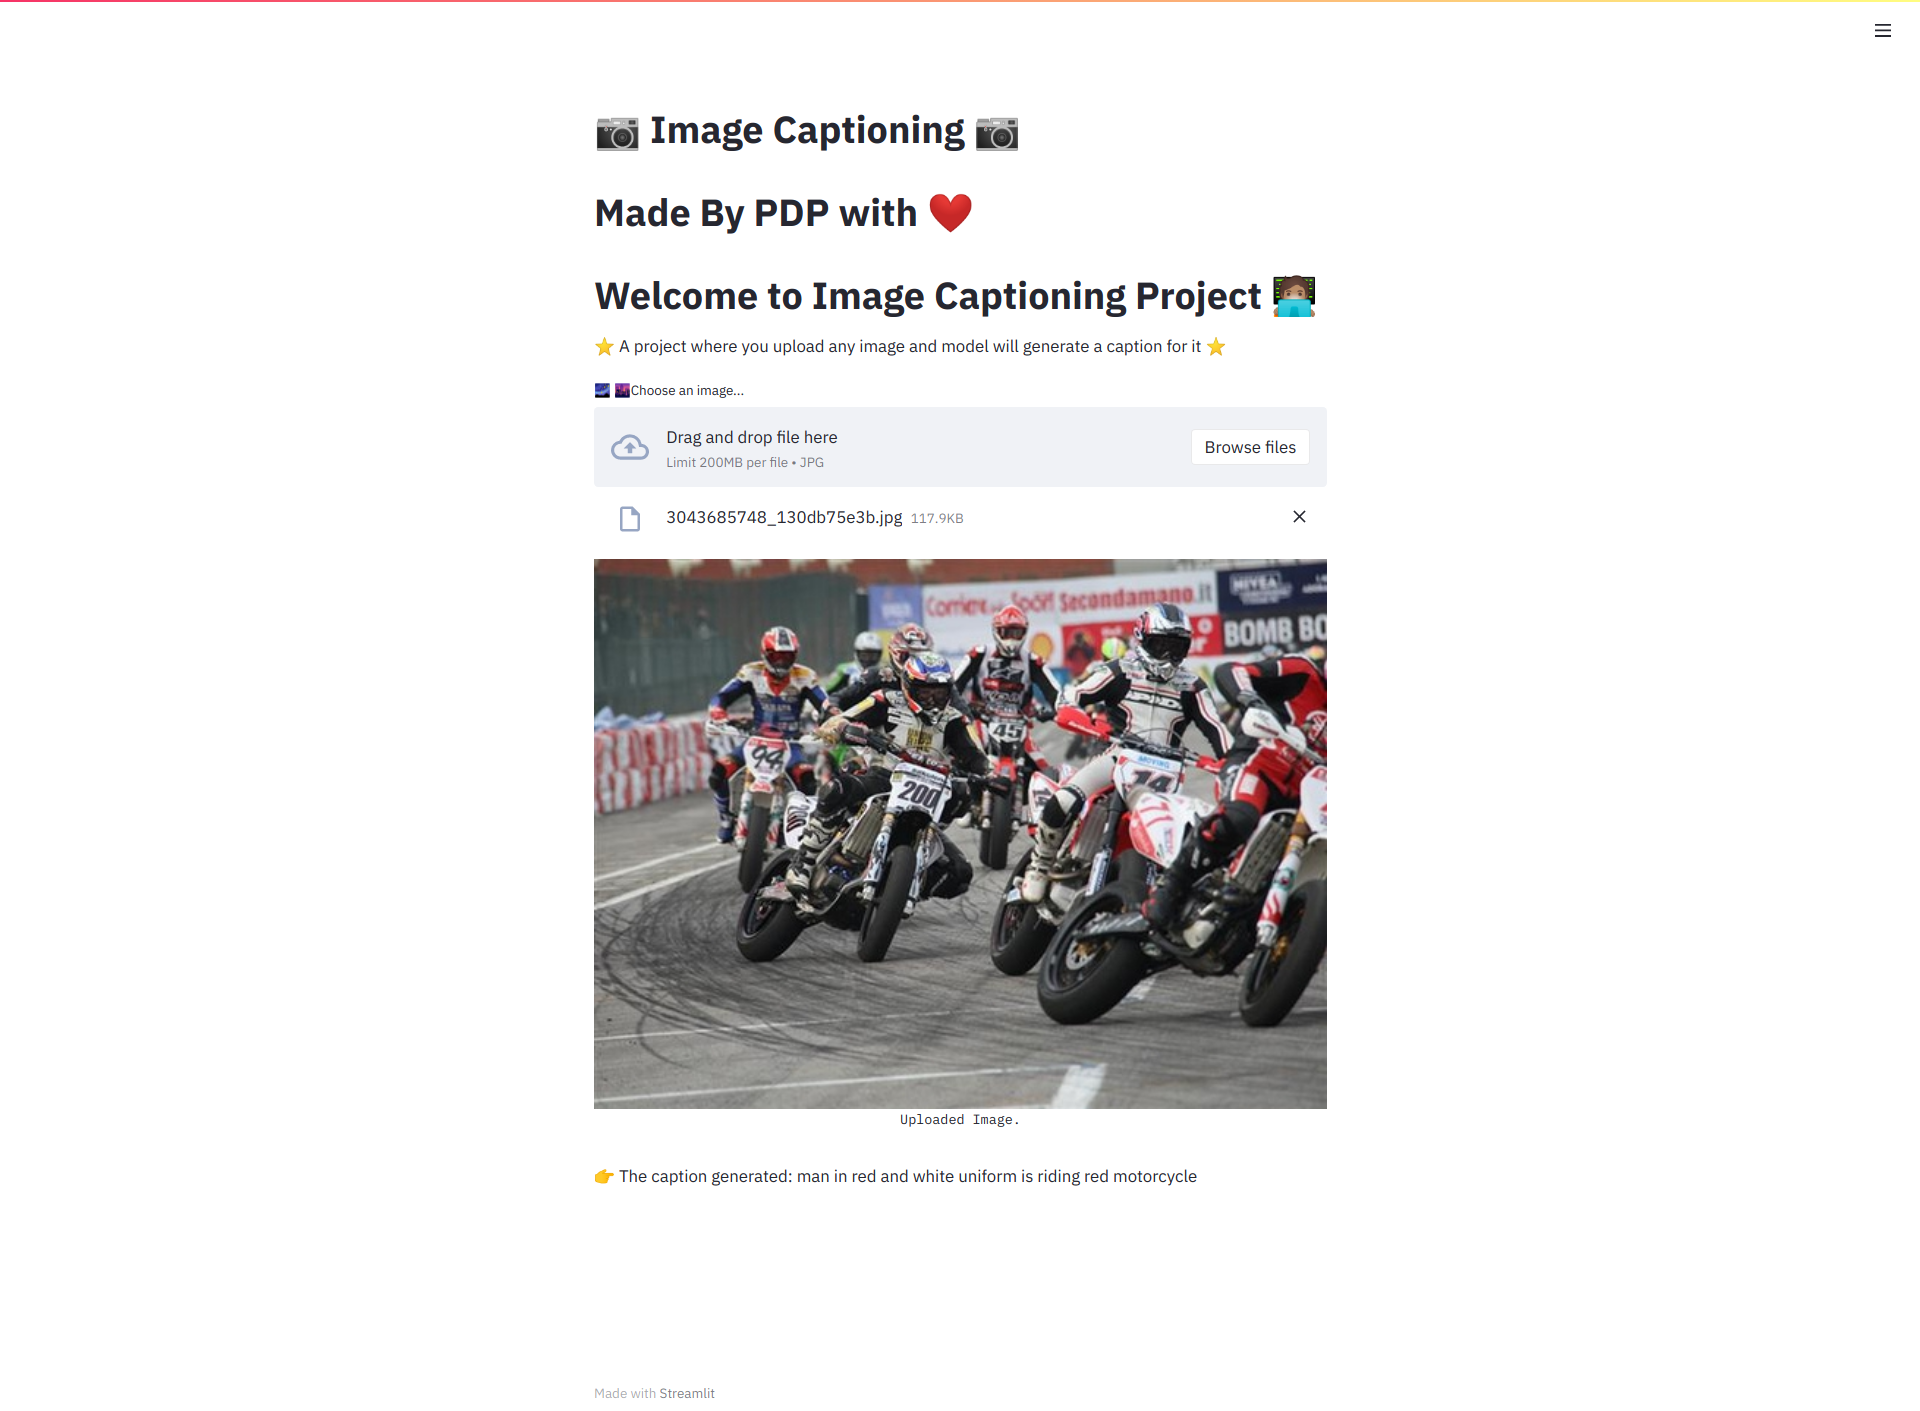 📷 Image Captioning 📷
Made By PDP with ❤️
Welcome to Image Captioning Project 👩🏽‍💻
⭐ A project where you upload any image and model will generate a caption for it ⭐
🌌 🌆Choose an image...
Drag and drop file here
Limit 200MB per file • JPG
Browse files
3043685748_130db75e3b.jpg 117.9KB
Corriere Sport Secondamano.it
NIVEA
BOMB BO
94
200
45
14
MOVING
Uploaded Image.
👉 The caption generated: man in red and white uniform is riding red motorcycle
Made with Streamlit